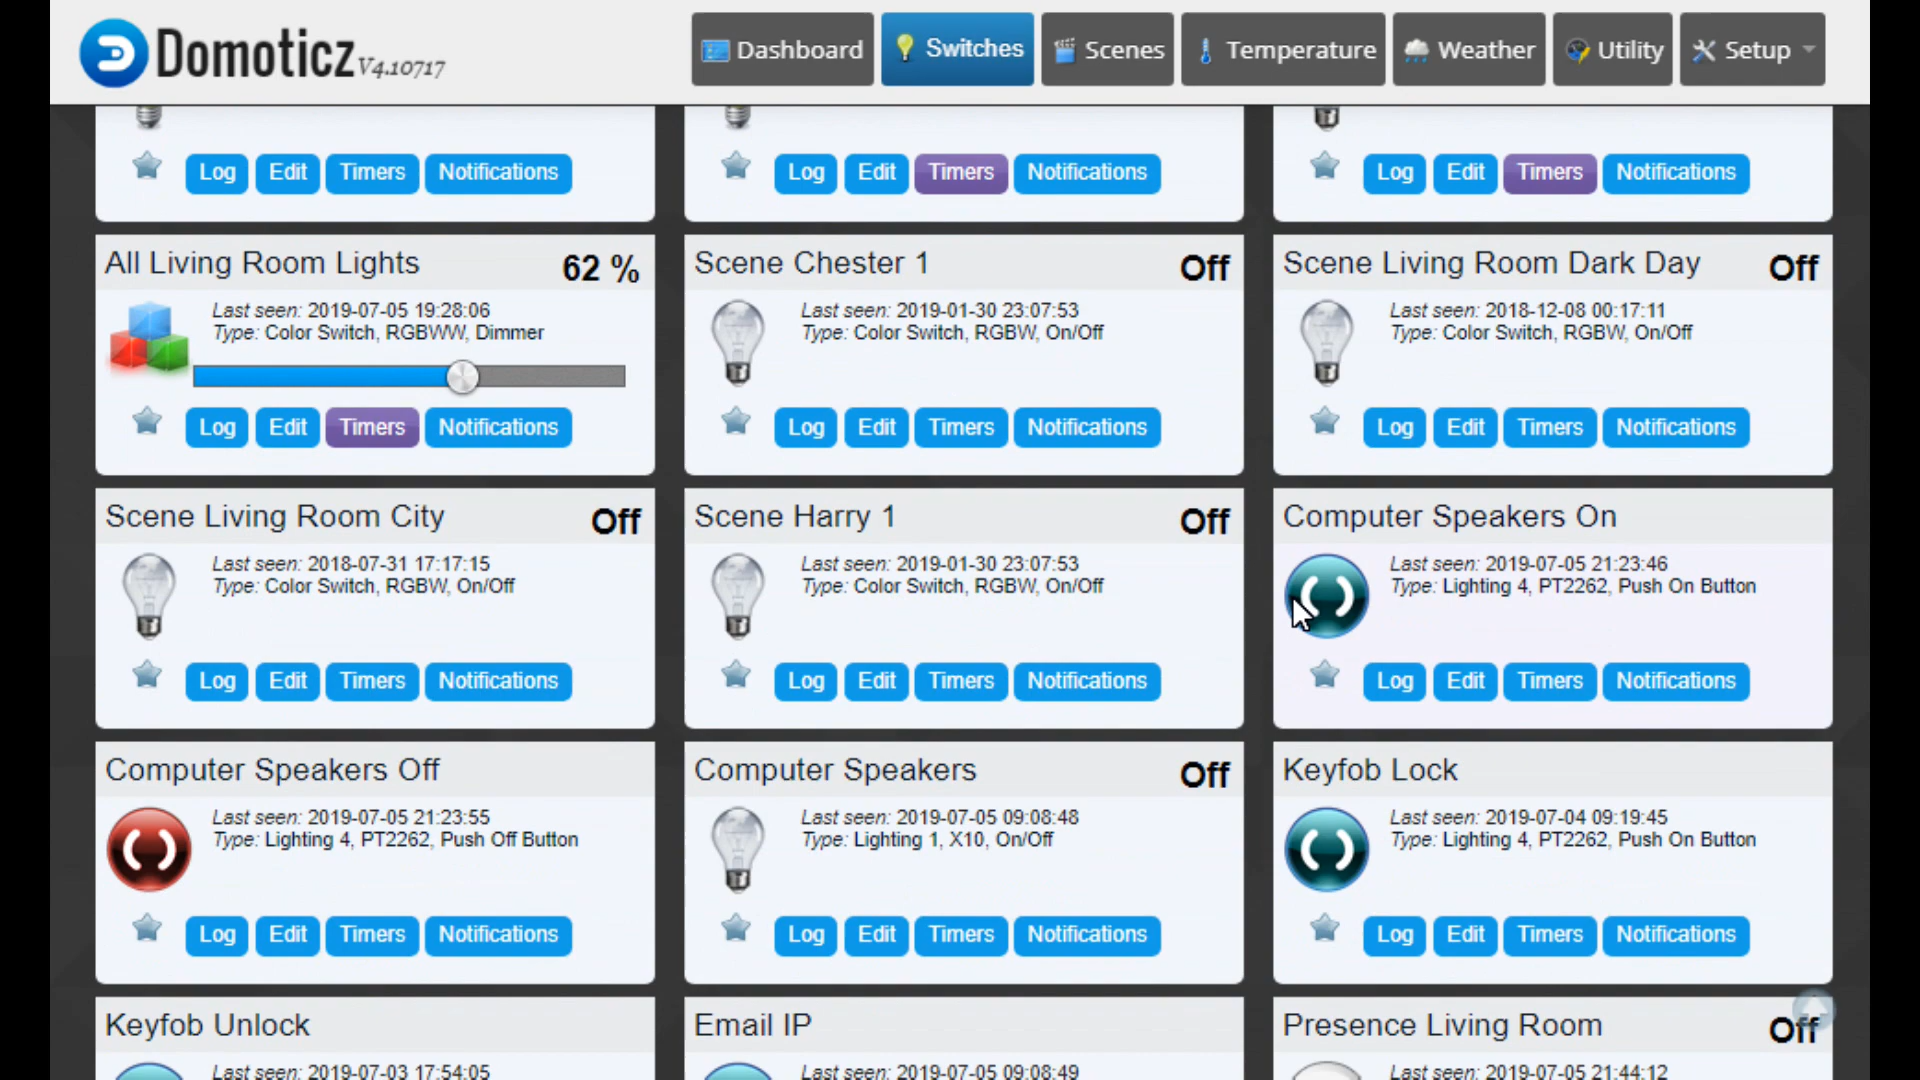 Domoticz V4.10717
Dashboard Switches Scenes Temperature Weather Utility Setup
Log Edit Timers Notifications
Log Edit Timers Notifications
Log Edit Timers Notifications
All Living Room Lights 62 %
Last seen: 2019-07-05 19:28:06
Type: Color Switch, RGBWW, Dimmer
Log Edit Timers Notifications
Scene Chester 1 Off
Last seen: 2019-01-30 23:07:53
Type: Color Switch, RGBW, On/Off
Log Edit Timers Notifications
Scene Living Room Dark Day Off
Last seen: 2018-12-08 00:17:11
Type: Color Switch, RGBW, On/Off
Log Edit Timers Notifications
Scene Living Room City Off
Last seen: 2018-07-31 17:17:15
Type: Color Switch, RGBW, On/Off
Log Edit Timers Notifications
Scene Harry 1 Off
Last seen: 2019-01-30 23:07:53
Type: Color Switch, RGBW, On/Off
Log Edit Timers Notifications
Computer Speakers On
Last seen: 2019-07-05 21:23:46
Type: Lighting 4, PT2262, Push On Button
Log Edit Timers Notifications
Computer Speakers Off
Last seen: 2019-07-05 21:23:55
Type: Lighting 4, PT2262, Push Off Button
Log Edit Timers Notifications
Computer Speakers Off
Last seen: 2019-07-05 09:08:48
Type: Lighting 1, X10, On/Off
Log Edit Timers Notifications
Keyfob Lock
Last seen: 2019-07-04 09:19:45
Type: Lighting 4, PT2262, Push On Button
Log Edit Timers Notifications
Keyfob Unlock
Last seen: 2019-07-03 17:54:05
Email IP
Last seen: 2019-07-05 09:08:49
Presence Living Room Off
Last seen: 2019-07-05 21:44:12